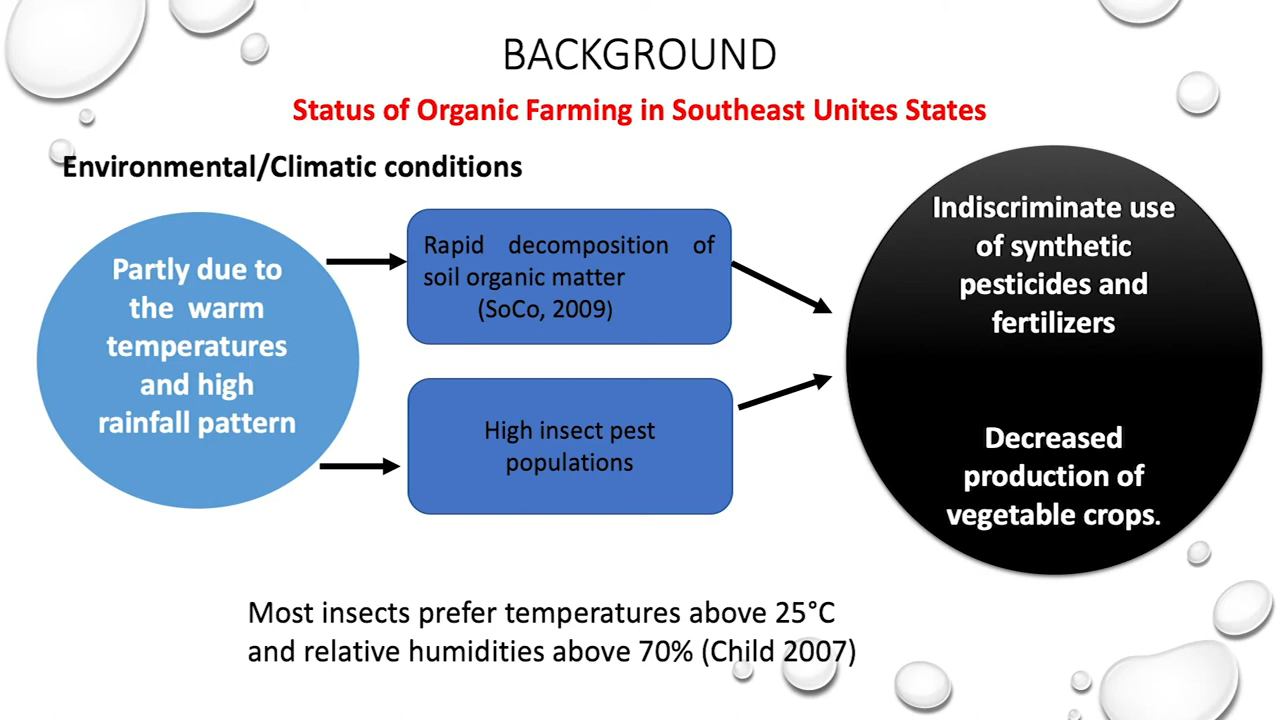 BACKGROUND
Status of Organic Farming in Southeast Unites States
Environmental/Climatic conditions
Partly due to
the warm
temperatures
and high
rainfall pattern
Rapid decomposition of
soil organic matter
(SoCo, 2009)
High insect pest
populations
Indiscriminate use
of synthetic
pesticides and
fertilizers
Decreased
production of
vegetable crops.
Most insects prefer temperatures above 25°C
and relative humidities above 70% (Child 2007)